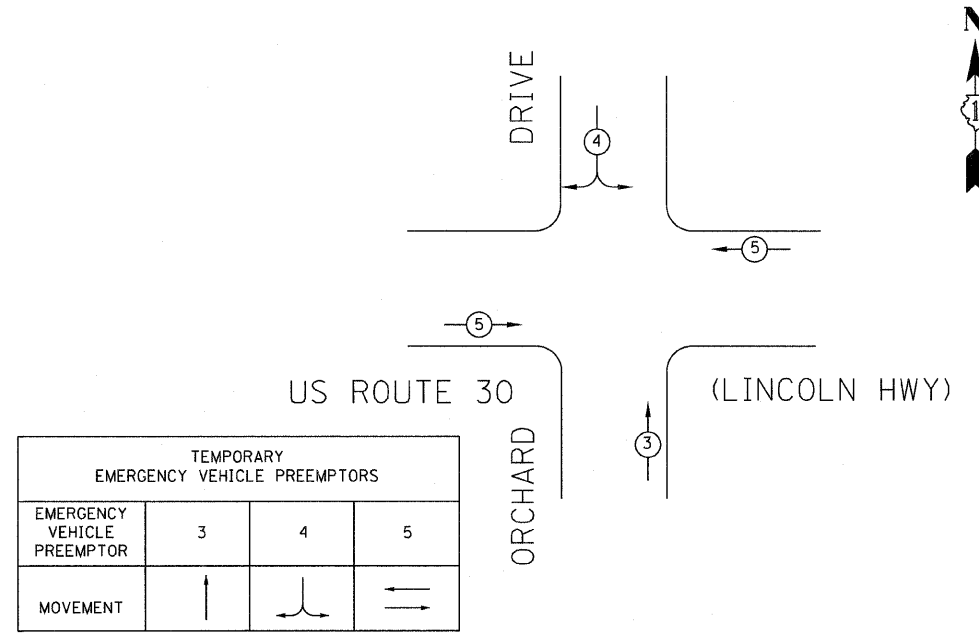 DRIVE
N
1
4
5
5
US ROUTE 30
(LINCOLN HWY)
3
ORCHARD
TEMPORARY
EMERGENCY VEHICLE PREEMPTORS
EMERGENCY
VEHICLE
PREEMPTOR
3
4
5
MOVEMENT